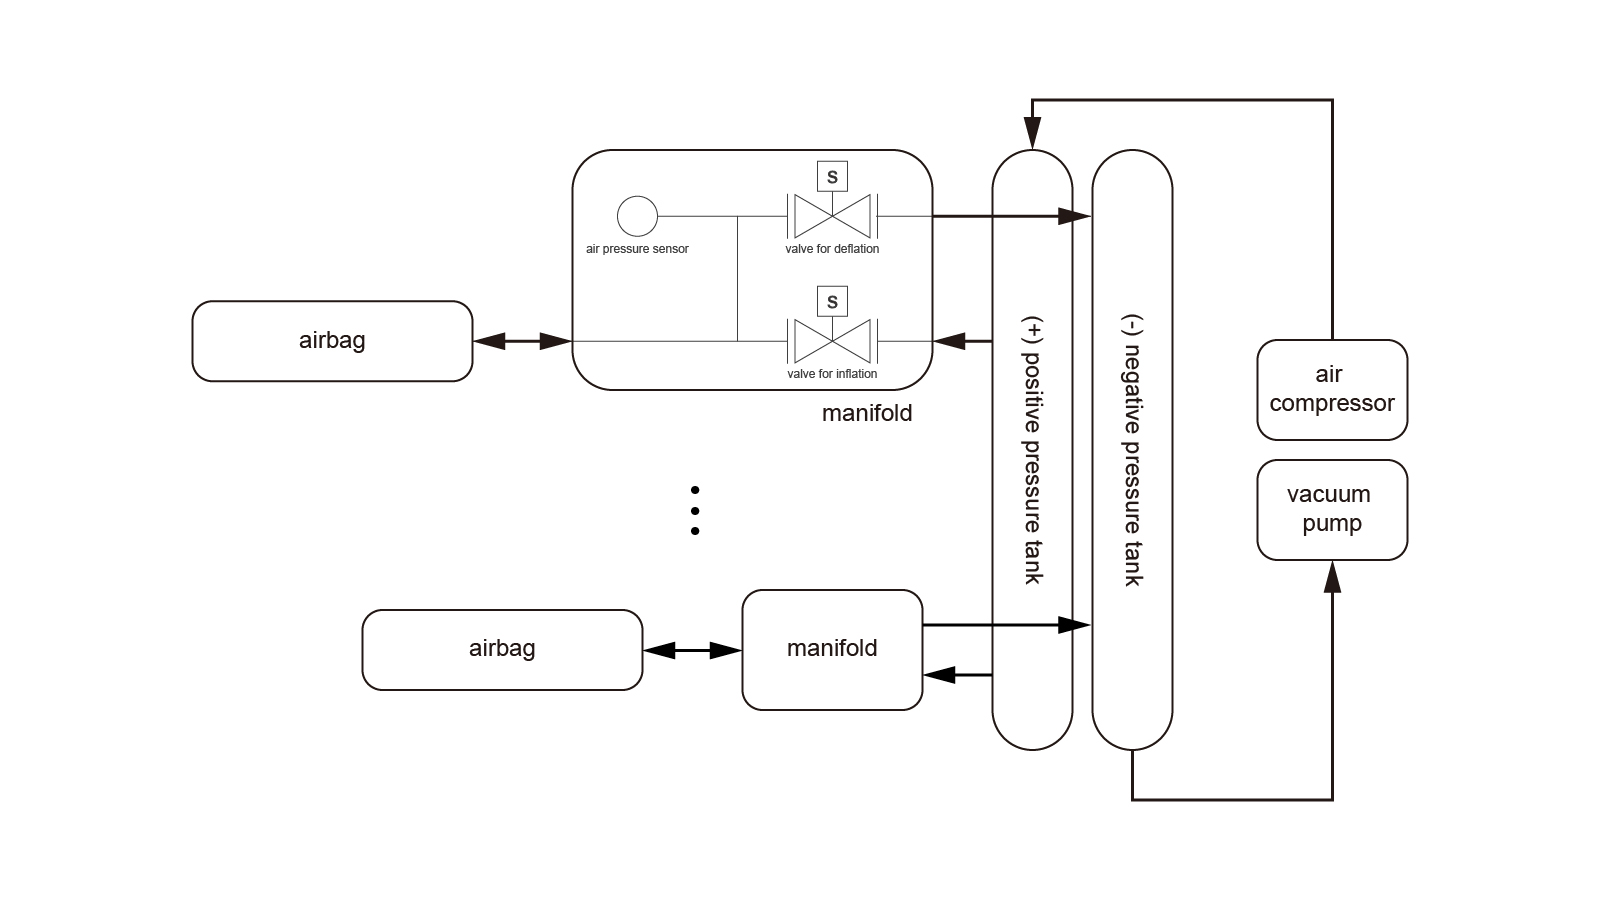 S
air pressure sensor
valve for deflation
S
valve for inflation
airbag
manifold
(+) positive pressure tank
(-) negative pressure tank
air
compressor
vacuum
pump
airbag
manifold